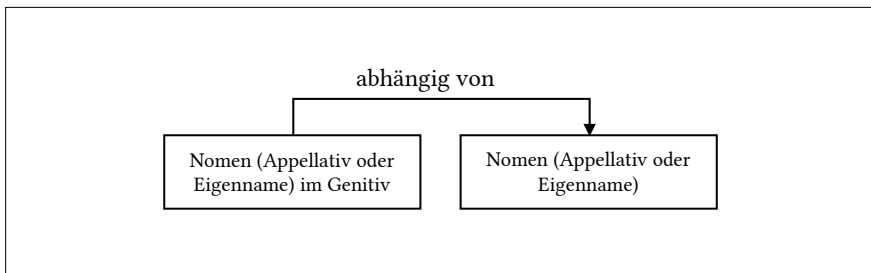 abhängig von
Nomen (Appellativ oder
Eigenname) im Genitiv
Nomen (Appellativ oder
Eigenname)